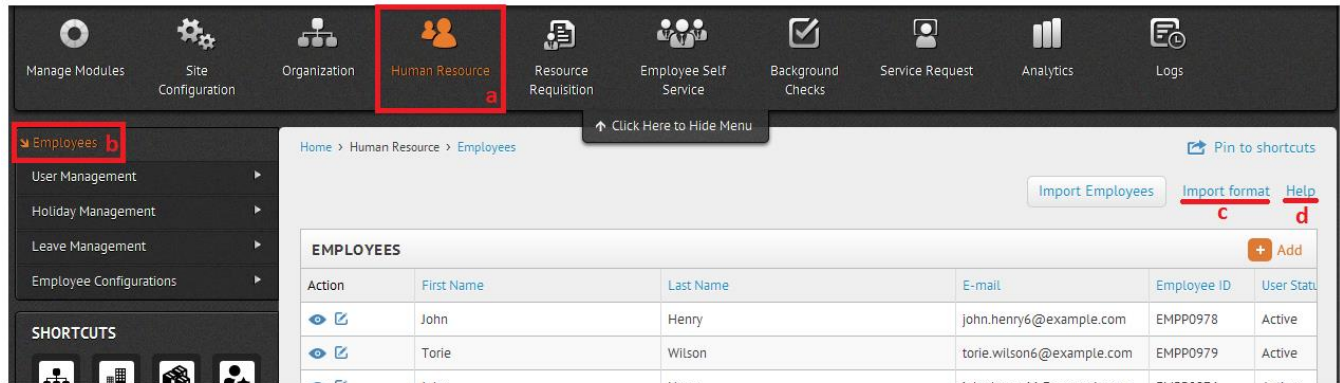 Manage Modules
Site Configuration
Organization
Human Resource
a
Resource Requisition
Employee Self Service
Background Checks
Service Request
Analytics
Logs
Click Here to Hide Menu
Employees b
User Management
Holiday Management
Leave Management
Employee Configurations
SHORTCUTS
Home > Human Resource > Employees
Pin to shortcuts
Import Employees Import format Help
c d
EMPLOYEES + Add
Action First Name Last Name E-mail Employee ID User Statu
John Henry john.henry6@example.com EMPP0978 Active
Torie Wilson torie.wilson6@example.com EMPP0979 Active